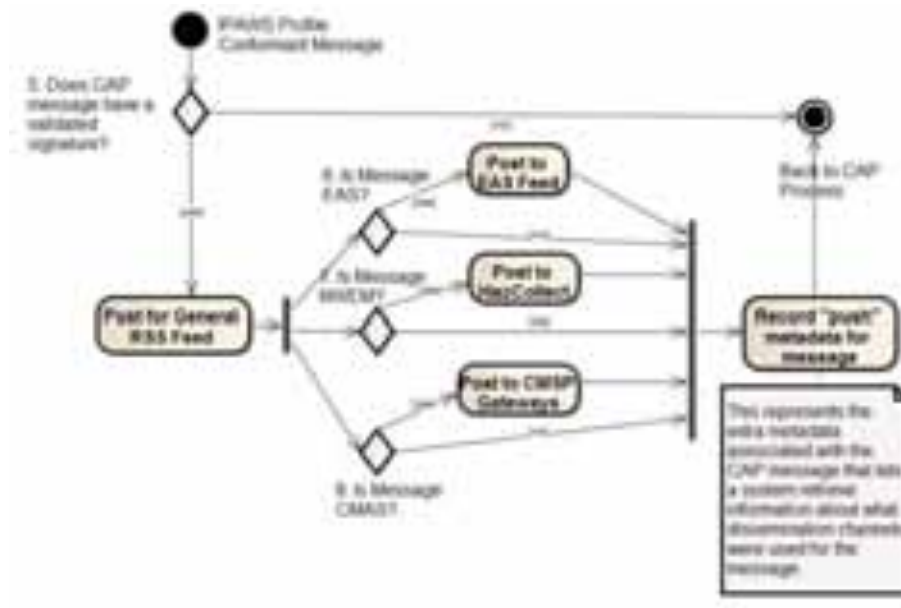 IPAWS Profile
Conformant Message
5. Does CAP
message have a
validated
signature?
Post to
EAS Feed
6. Is Message
EAS?
Back to CAP
Process
7. Is Message
Post to
HazCollect
Post for General
RSS Feed
Record "push"
metadata for
message
Post to CMSP
Gateways
8. Is Message
CMAS?
This represents the
extra metadata
associated with the
CAP message that lets
a system retrieve
information about what
dissemination channels
were used for the
message.